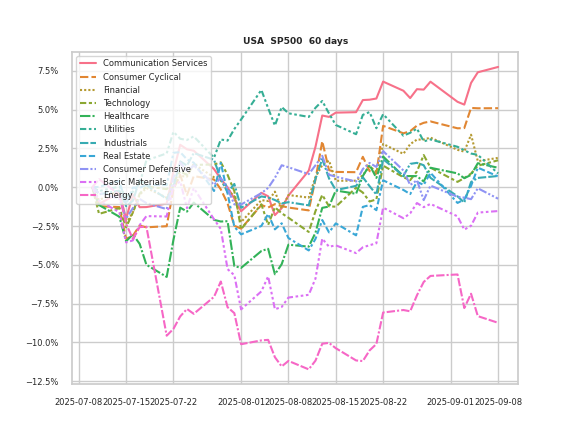 USA  SP500  60 days
7.5%
5.0%
2.5%
0.0%
−2.5%
−5.0%
−7.5%
−10.0%
−12.5%
Communication Services
Consumer Cyclical
Financial
Technology
Healthcare
Utilities
Industrials
Real Estate
Consumer Defensive
Basic Materials
Energy
2025-07-08 2025-07-15 2025-07-22 2025-08-01 2025-08-08 2025-08-15 2025-08-22 2025-09-01 2025-09-08